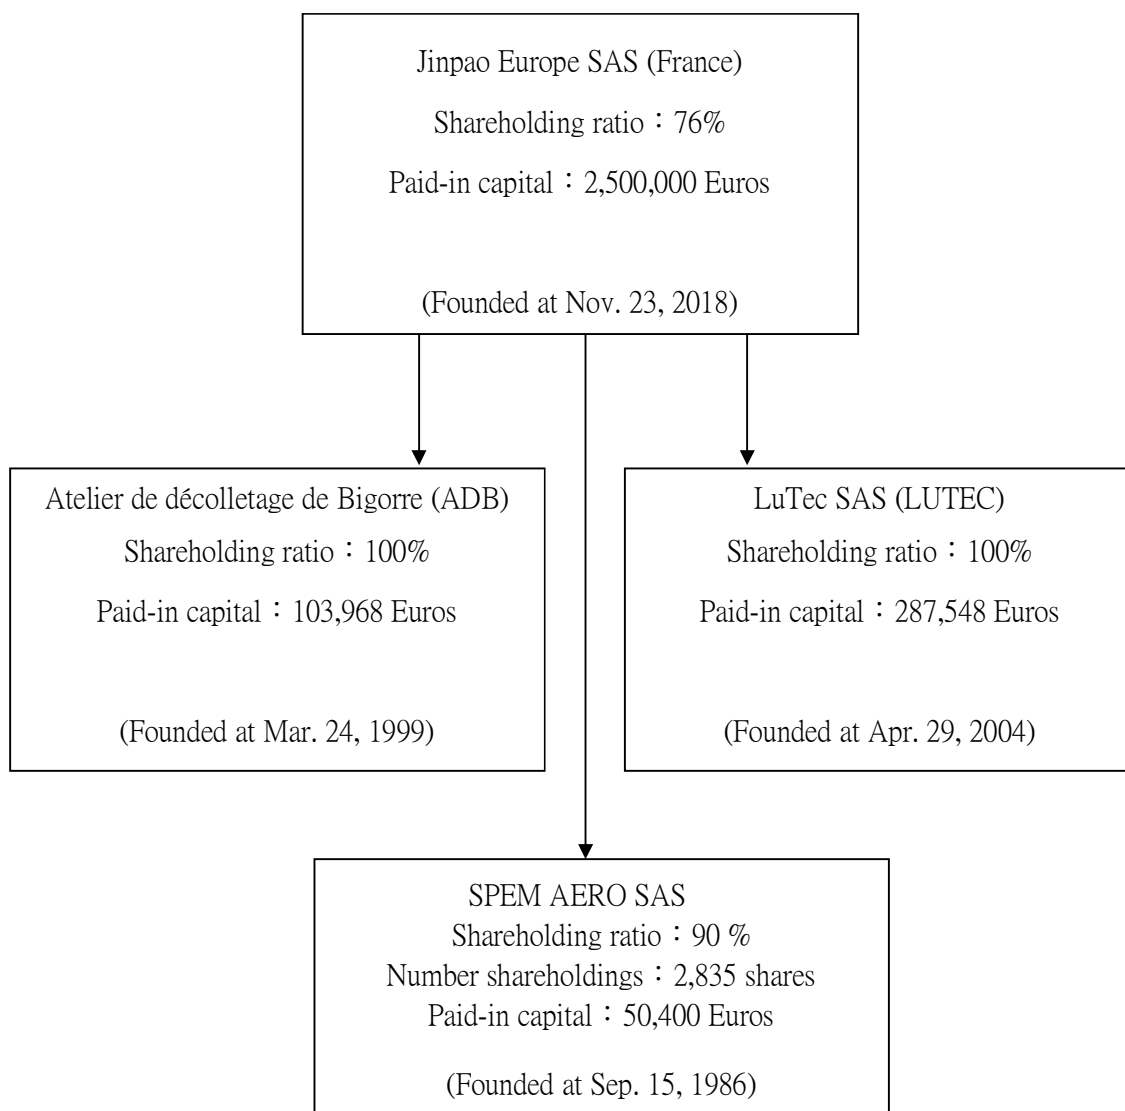 Jinpao Europe SAS (France)
Shareholding ratio：76%
Paid-in capital：2,500,000 Euros
(Founded at Nov. 23, 2018)
Atelier de décolletage de Bigorre (ADB)
Shareholding ratio：100%
Paid-in capital：103,968 Euros
(Founded at Mar. 24, 1999)
LuTec SAS (LUTEC)
Shareholding ratio：100%
Paid-in capital：287,548 Euros
(Founded at Apr. 29, 2004)
SPEM AERO SAS
Shareholding ratio：90 %
Number shareholdings：2,835 shares
Paid-in capital：50,400 Euros
(Founded at Sep. 15, 1986)